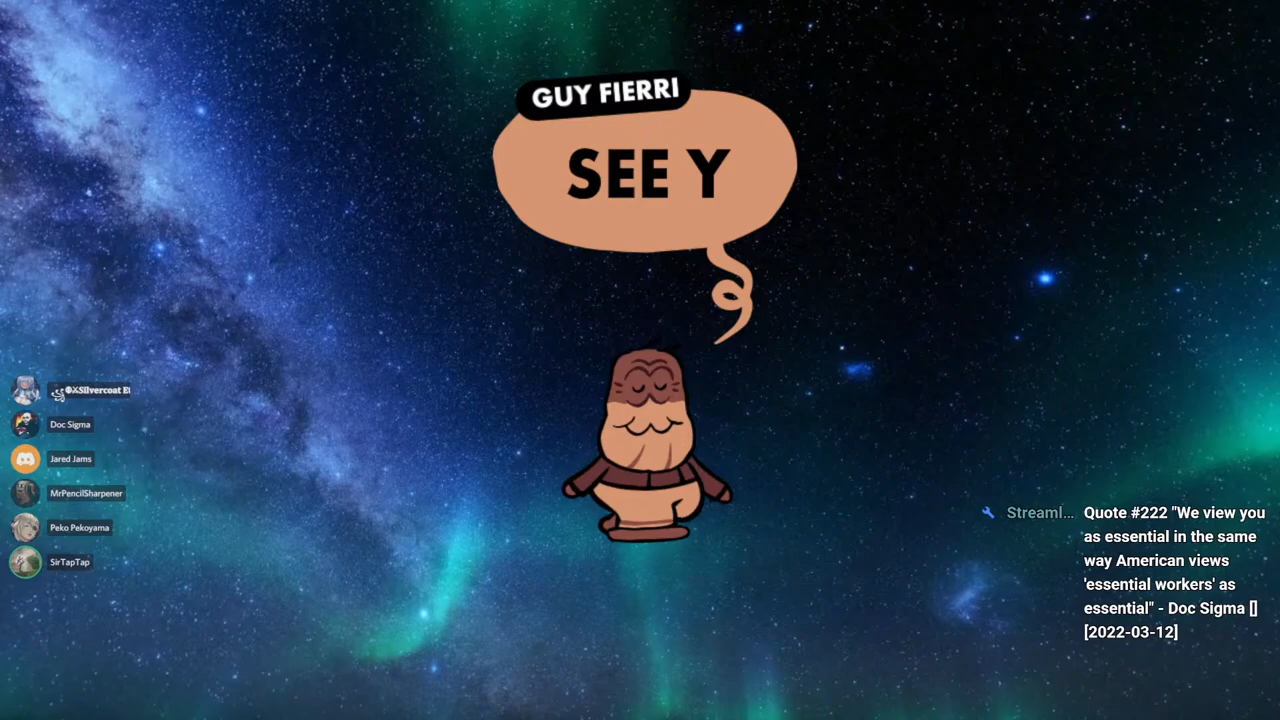 GUY FIERRI
SEE Y
Doc Sigma
Jared Jams
MrPencilSharpener
Peko Pekoyama
SirTapTap
Streaml... Quote #222 "We view you
as essential in the same
way American views
'essential workers' as
essential" - Doc Sigma []
[2022-03-12]